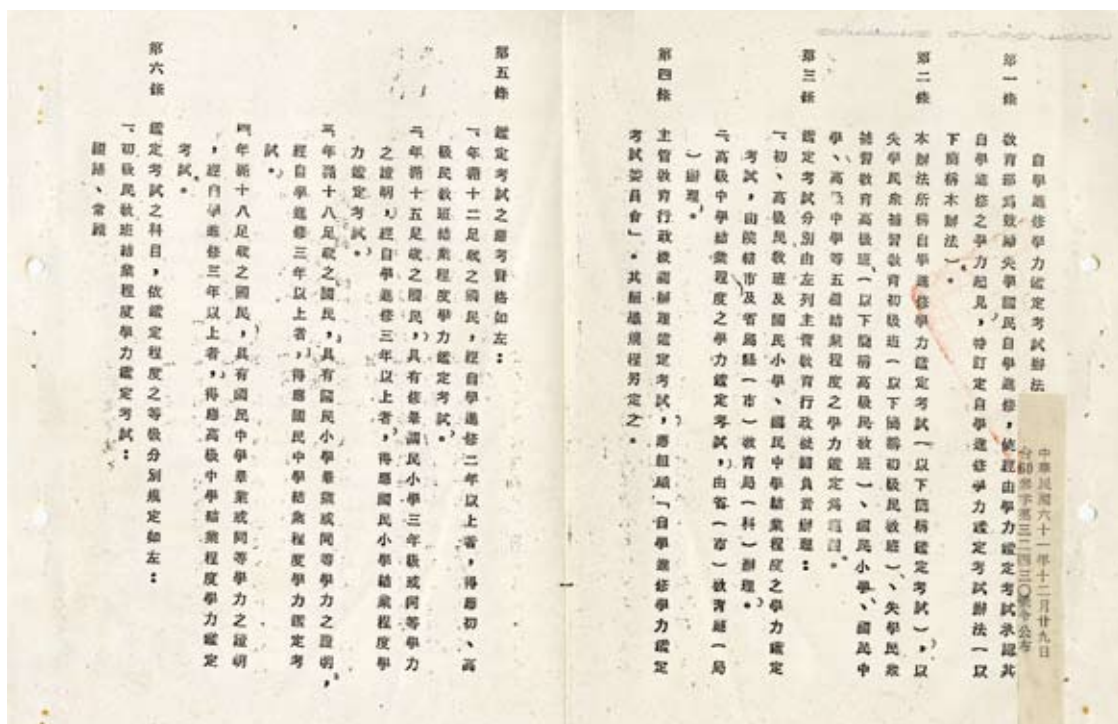 自學進修學力鑑定考試辦法
中華民國六十一年十二月廿九日
台60參字第三二四三〇號令公布
第一條
教育部為鼓勵失學國民自學進修,並經由學力鑑定考試承認其
自學進修之學力起見,特訂定自學進修學力鑑定考試辦法(以
下簡稱本辦法)。
第二條
本辦法所稱自學進修學力鑑定考試(以下簡稱鑑定考試),以
失學民眾補習教育初級班(以下簡稱初級民教班)、失學民眾
補習教育高級班(以下簡稱高級民教班)、國民小學、國民中
學、高級中學等五種結業程度之學力鑑定為範圍。
第三條
鑑定考試分別由左列主管教育行政機關負責辦理:
一、初、高級民教班及國民小學、國民中學結業程度之學力鑑定
考試,由院轄市及省屬縣(市)教育局(科)辦理。
二、高級中學結業程度之學力鑑定考試,由省(市)教育廳(局
)辦理。
第四條
主管教育行政機關辦理鑑定考試,應組織「自學進修學力鑑定
考試委員會」。其組織規程另定之。
第五條
鑑定考試之應考資格如左:
一、年滿十二足歲之國民,經自學進修二年以上者,得應初、高
級民教班結業程度學力鑑定考試。
二、年滿十五足歲之國民,具有修畢國民小學三年級或同等學力
之證明,經自學進修三年以上者,得應國民小學結業程度學
力鑑定考試。
三、年滿十八足歲之國民,具有國民小學畢業或同等學力之證明,
經自學進修三年以上者,得應國民中學結業程度學力鑑定考
試。
四、年滿十八足歲之國民,具有國民中學畢業或同等學力之證明
,經自學進修三年以上者,得應高級中學結業程度學力鑑定
考試。
第六條
鑑定考試之科目,依鑑定程度之等級分別規定如左:
一、初級民教班結業程度學力鑑定考試:
國語、常識